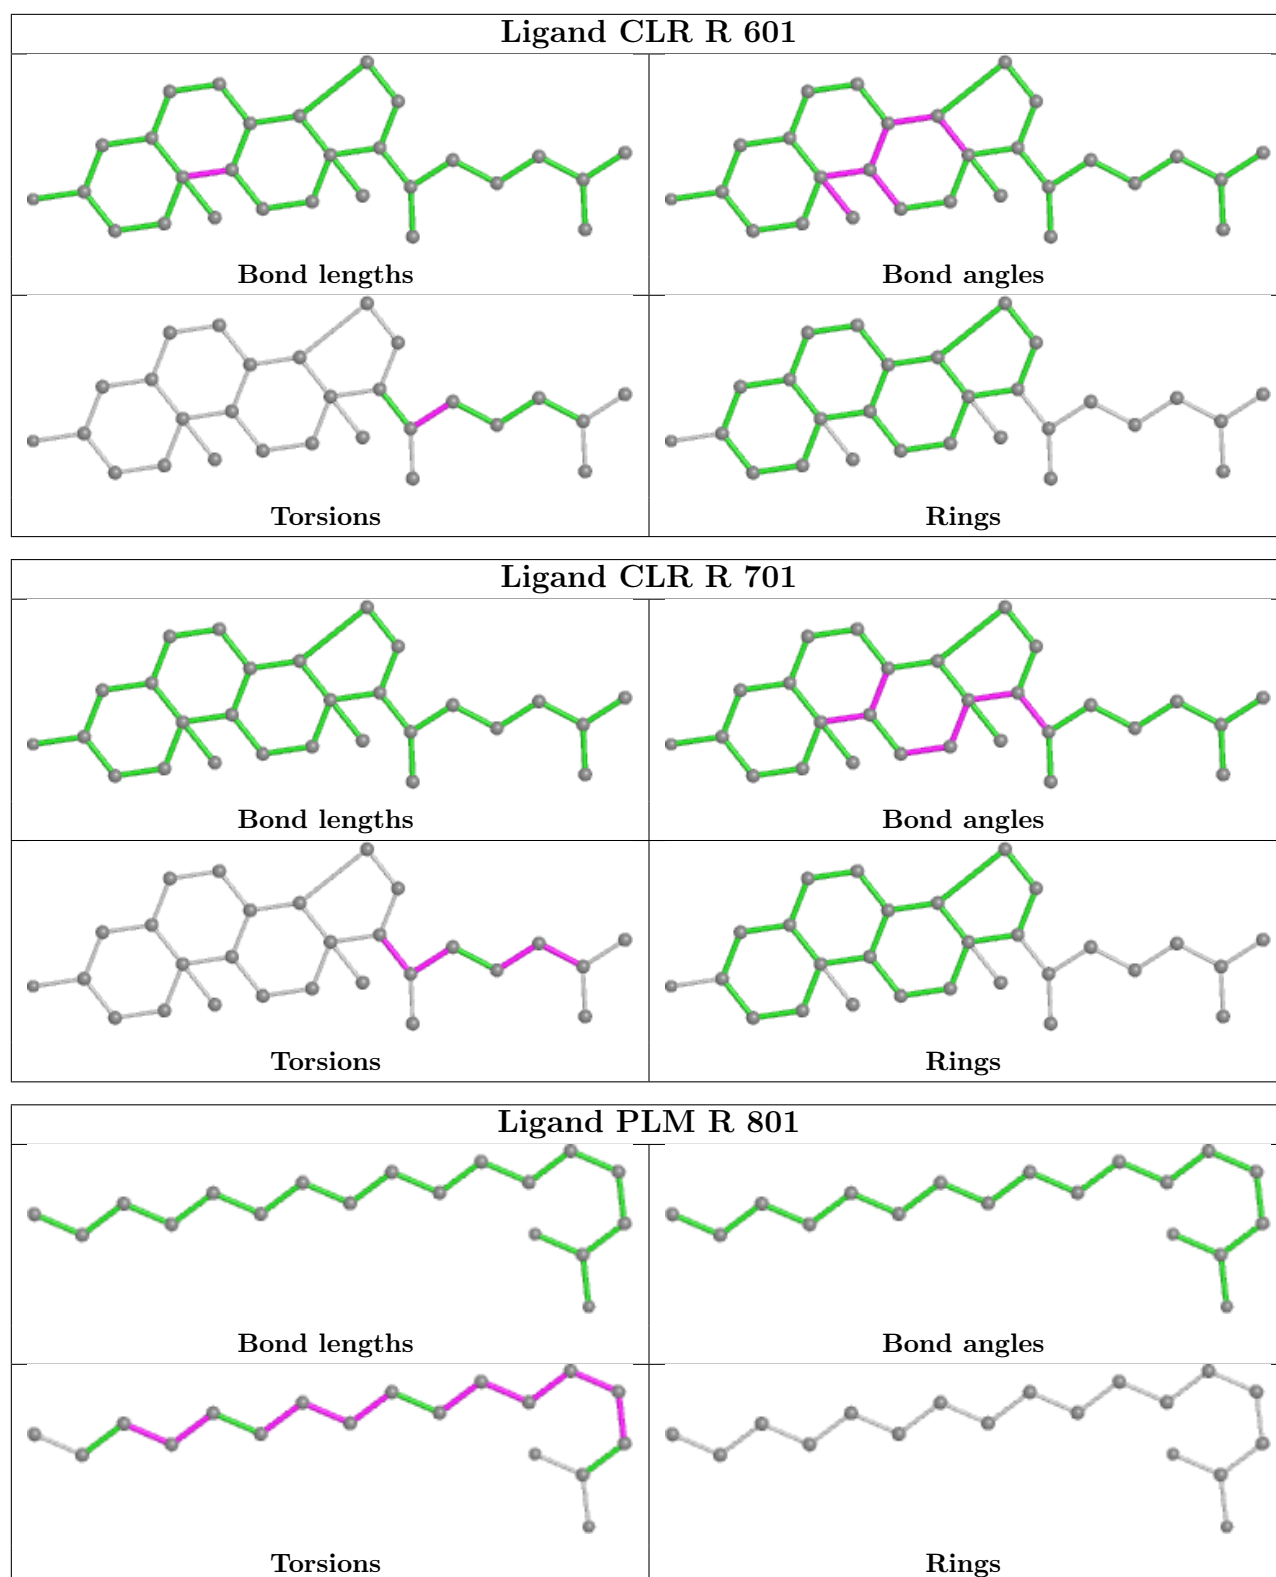 Ligand CLR R 601
Bond lengths
Bond angles
Torsions
Rings
Ligand CLR R 701
Bond lengths
Bond angles
Torsions
Rings
Ligand PLM R 801
Bond lengths
Bond angles
Torsions
Rings